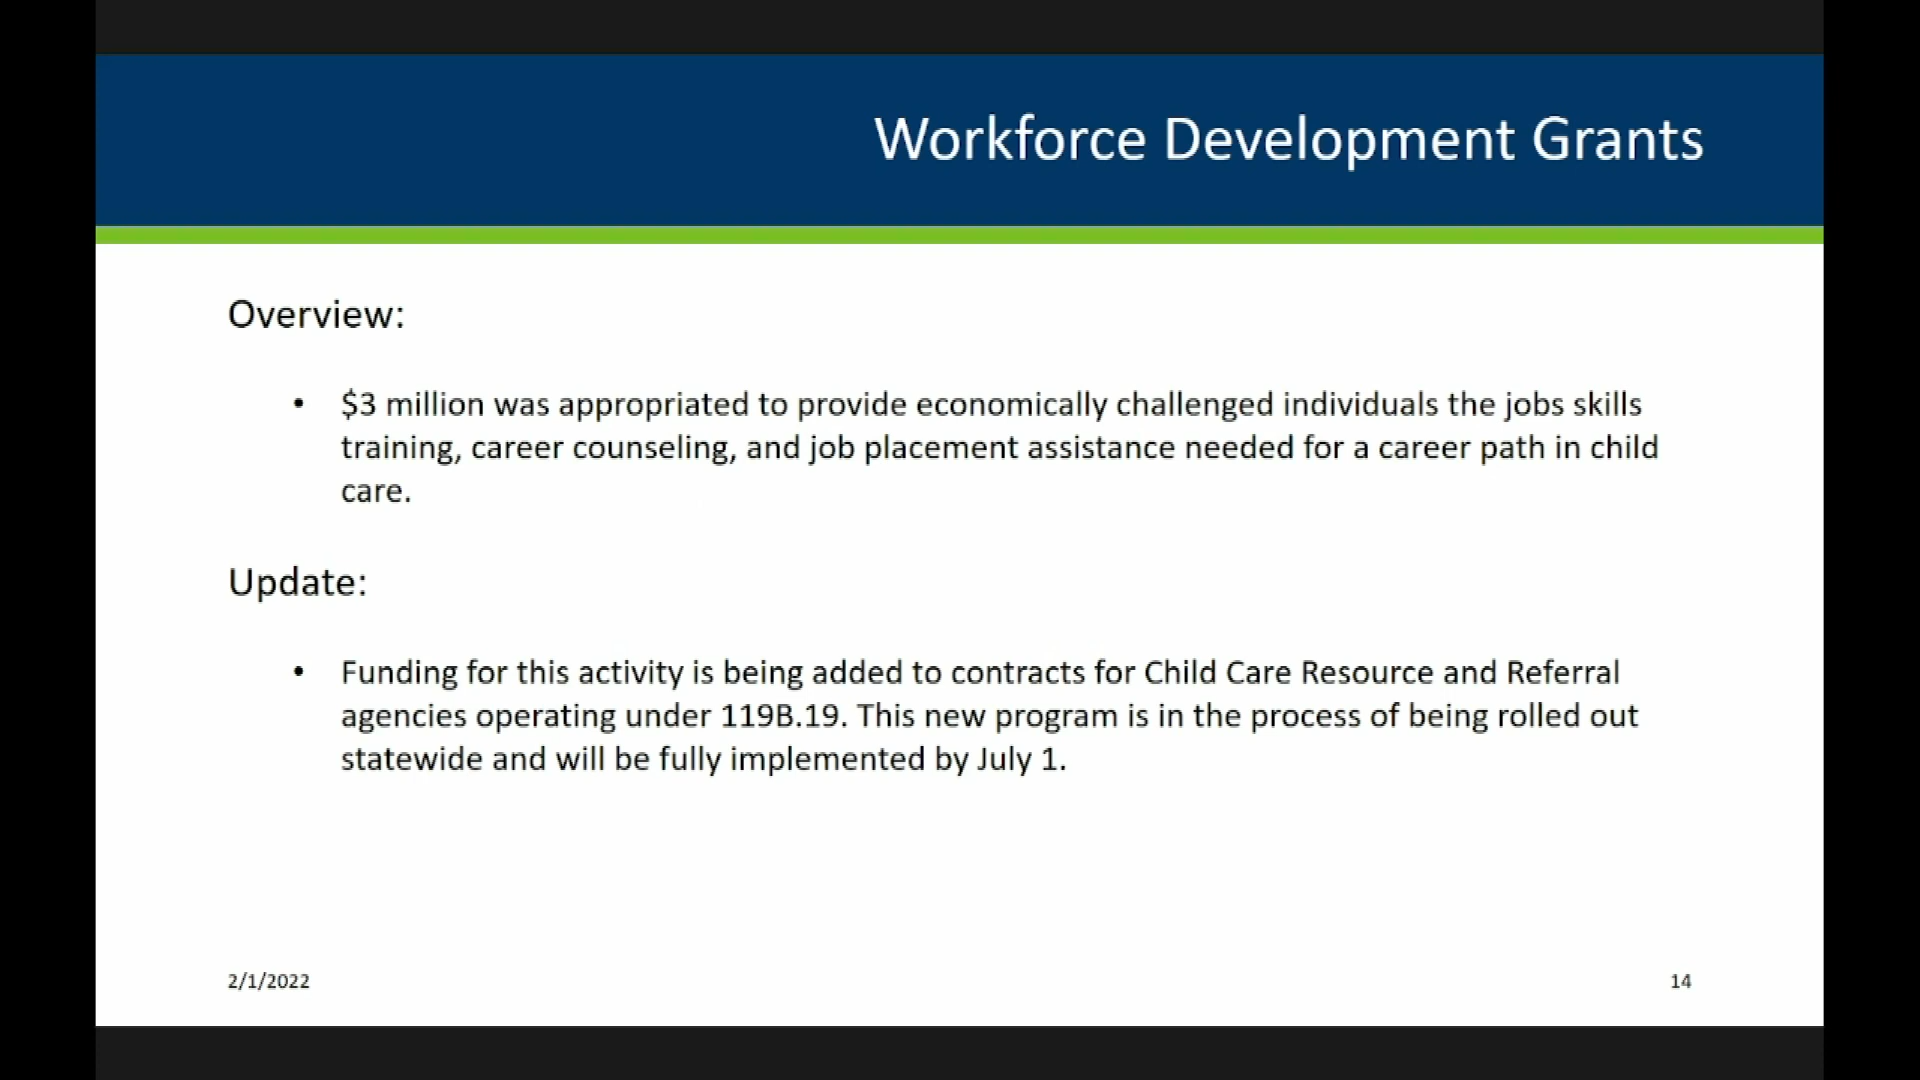 Workforce Development Grants
Overview:
• $3 million was appropriated to provide economically challenged individuals the jobs skills
training, career counseling, and job placement assistance needed for a career path in child
care.
Update:
• Funding for this activity is being added to contracts for Child Care Resource and Referral
agencies operating under 119B.19. This new program is in the process of being rolled out
statewide and will be fully implemented by July 1.
2/1/2022
14